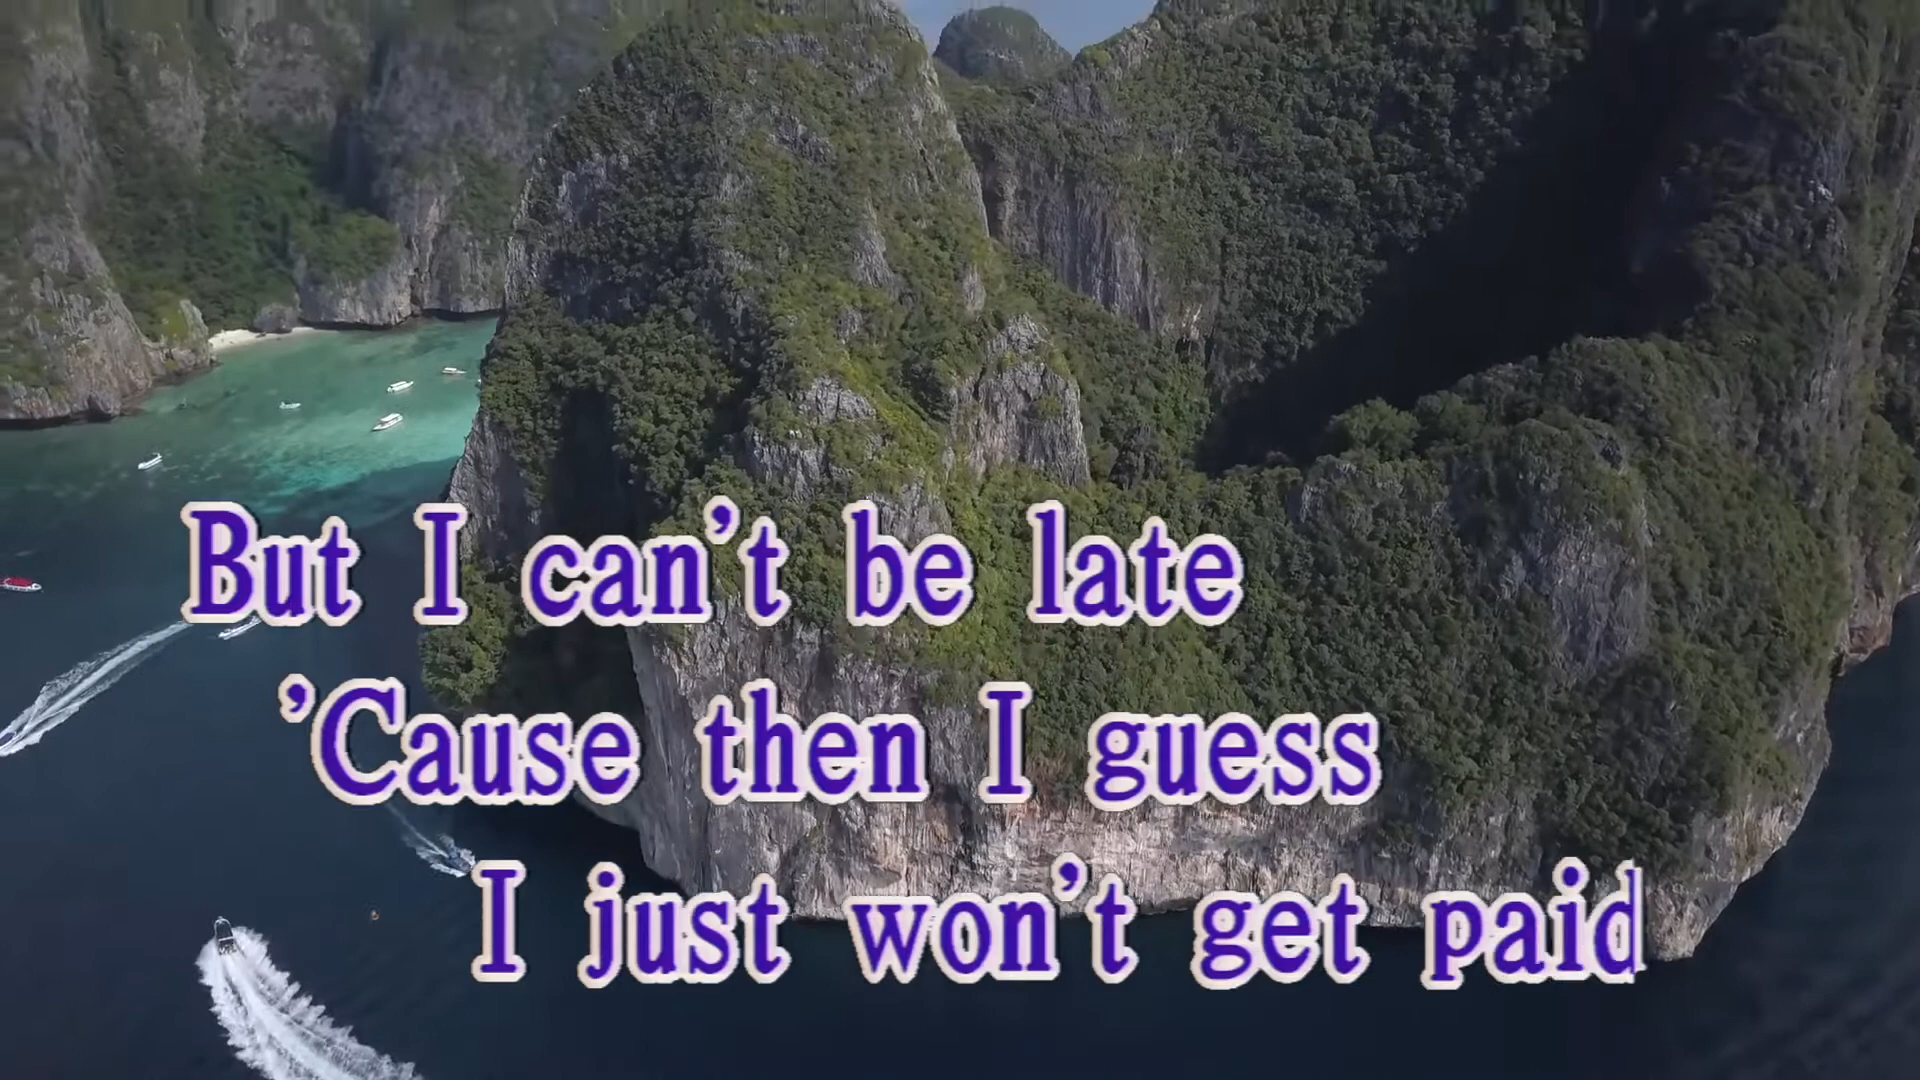 But I can't be late
'Cause then I guess
I just won't get paid